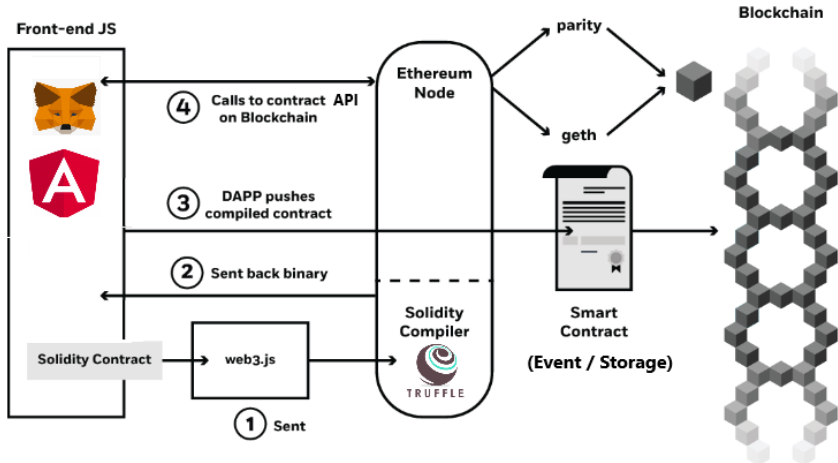 Blockchain
Front-end JS
parity
Ethereum
Node
4 Calls to contract API
on Blockchain
geth
A
3 DAPP pushes
compiled contract
2 Sent back binary
Solidity
Compiler
Smart
Contract
Solidity Contract
web3.js
(Event / Storage)
TRUFFLE
1 Sent